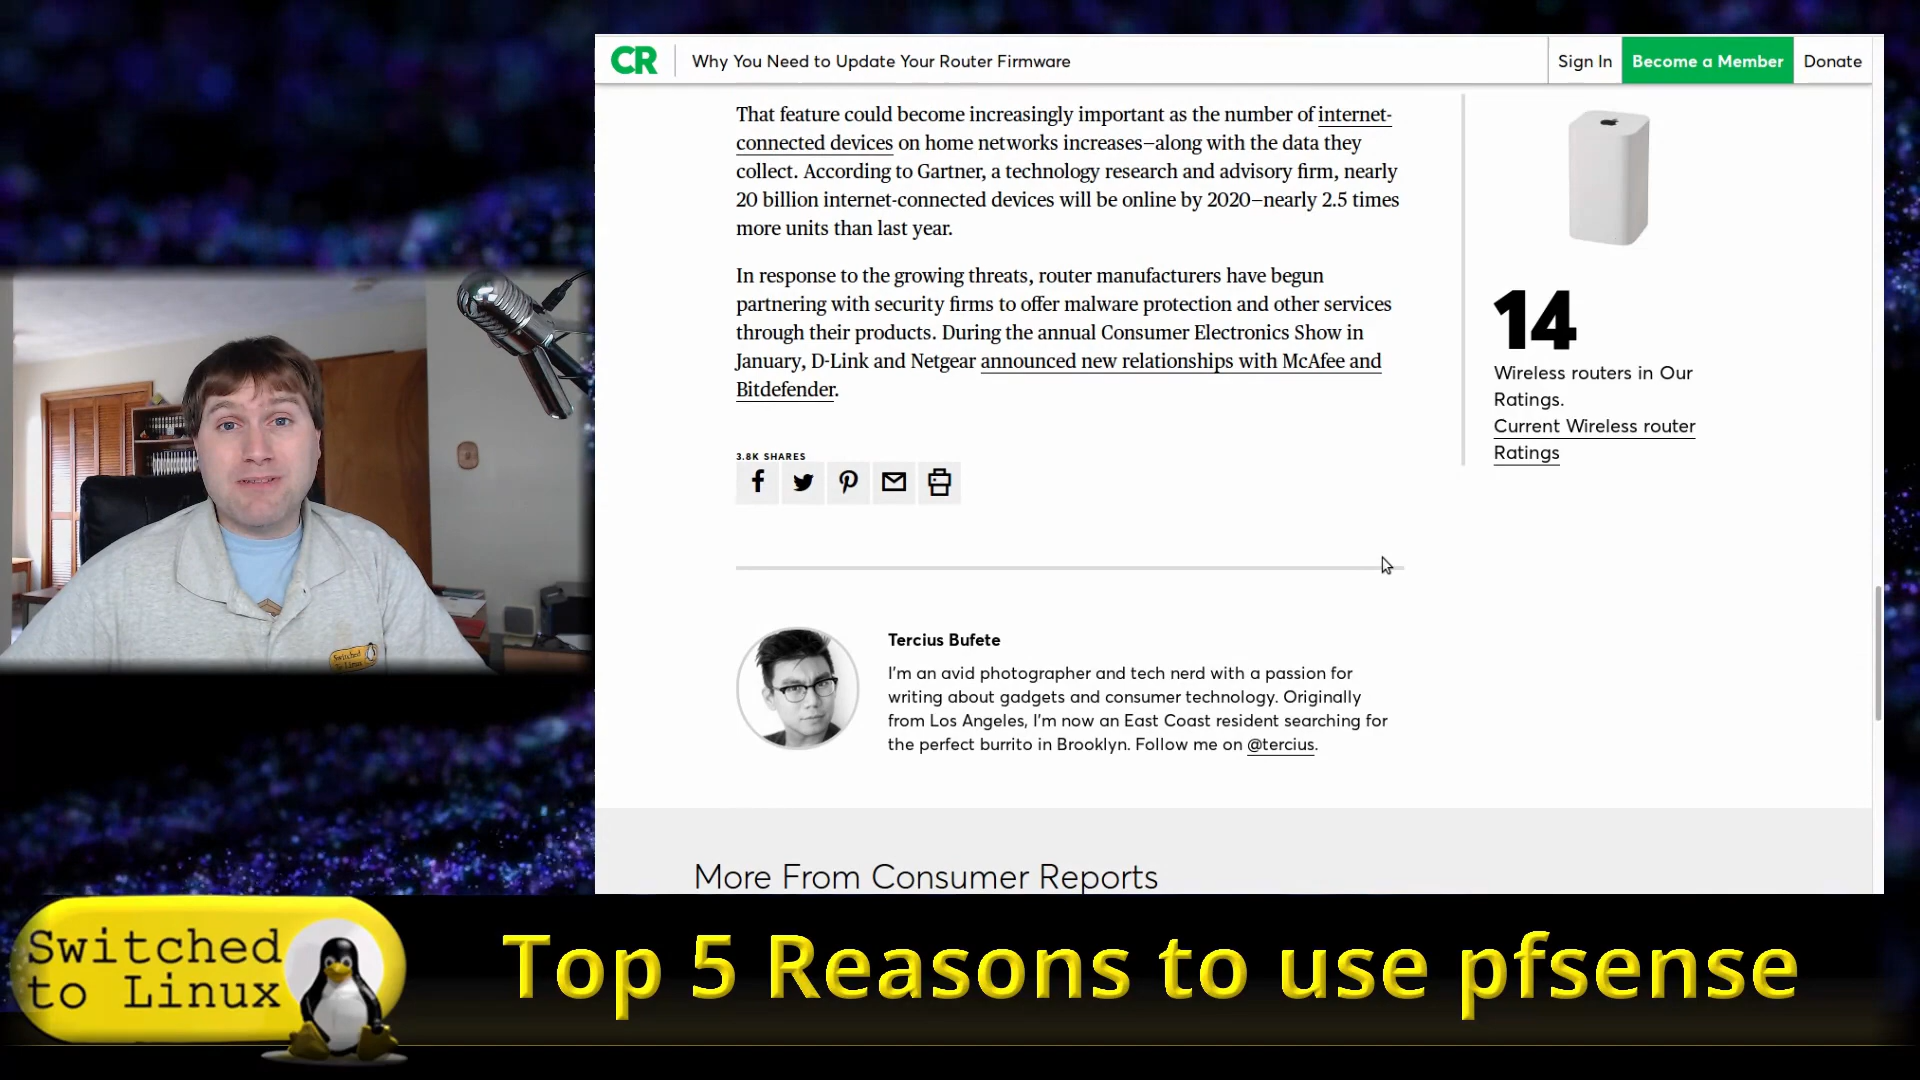 CR
Why You Need to Update Your Router Firmware
Sign In
Become a Member
Donate
That feature could become increasingly important as the number of internet-
connected devices on home networks increases—along with the data they
collect. According to Gartner, a technology research and advisory firm, nearly
20 billion internet-connected devices will be online by 2020—nearly 2.5 times
more units than last year.
In response to the growing threats, router manufacturers have begun
partnering with security firms to offer malware protection and other services
through their products. During the annual Consumer Electronics Show in
January, D-Link and Netgear announced new relationships with McAfee and
Bitdefender.
14
Wireless routers in Our
Ratings.
Current Wireless router
Ratings
3.8K SHARES
Tercius Bufete
I'm an avid photographer and tech nerd with a passion for
writing about gadgets and consumer technology. Originally
from Los Angeles, I'm now an East Coast resident searching for
the perfect burrito in Brooklyn. Follow me on @tercius.
More From Consumer Reports
Switched
to Linux
Switched
to Linux
Top 5 Reasons to use pfsense